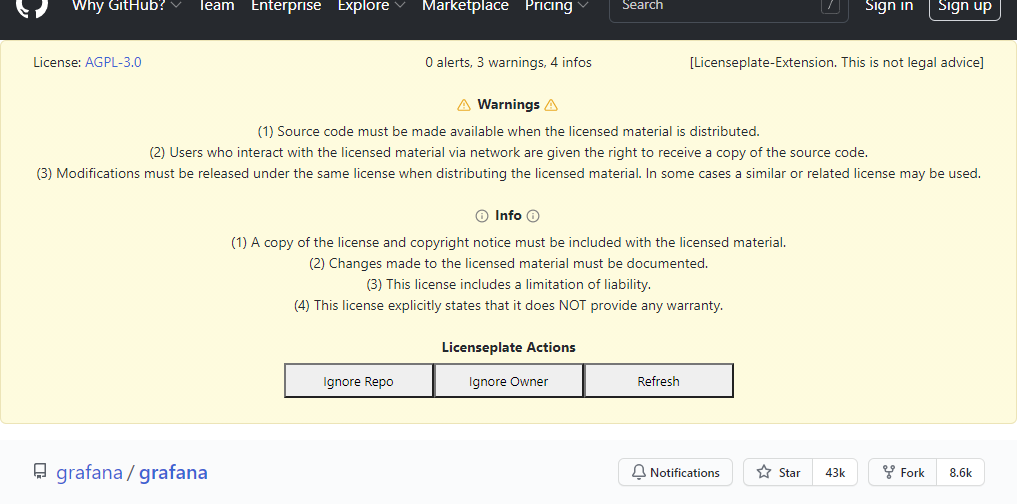 Why GitHub? Team Enterprise Explore Marketplace Pricing Search / Sign in Sign up
License: AGPL-3.0 0 alerts, 3 warnings, 4 infos [Licenseplate-Extension. This is not legal advice]
Warnings
(1) Source code must be made available when the licensed material is distributed.
(2) Users who interact with the licensed material via network are given the right to receive a copy of the source code.
(3) Modifications must be released under the same license when distributing the licensed material. In some cases a similar or related license may be used.
Info
(1) A copy of the license and copyright notice must be included with the licensed material.
(2) Changes made to the licensed material must be documented.
(3) This license includes a limitation of liability.
(4) This license explicitly states that it does NOT provide any warranty.
Licenseplate Actions
Ignore Repo Ignore Owner Refresh
grafana / grafana Notifications Star 43k Fork 8.6k